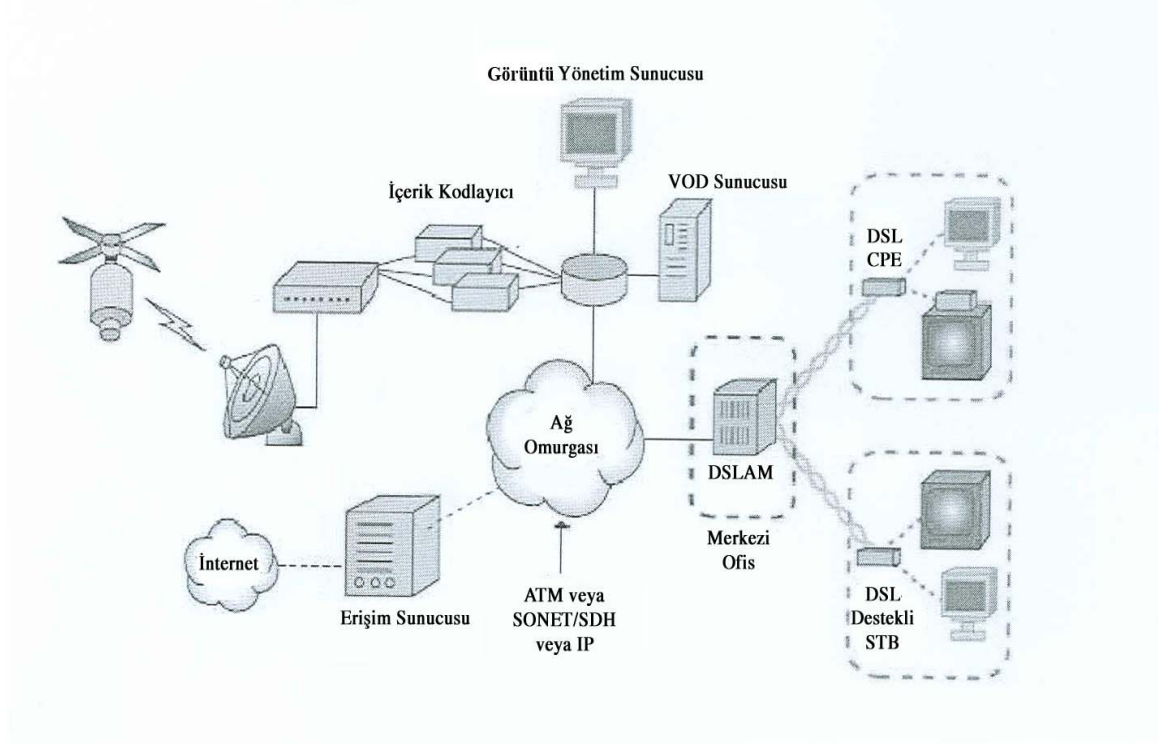 Görüntü Yönetim Sunucusu
İçerik Kodlayıcı
VOD Sunucusu
DSL
CPE
Ağ
Omurgası
DSLAM
Merkezi
Ofis
İnternet
Erişim Sunucusu
ATM veya
SONET/SDH
veya IP
DSL
Destekli
STB